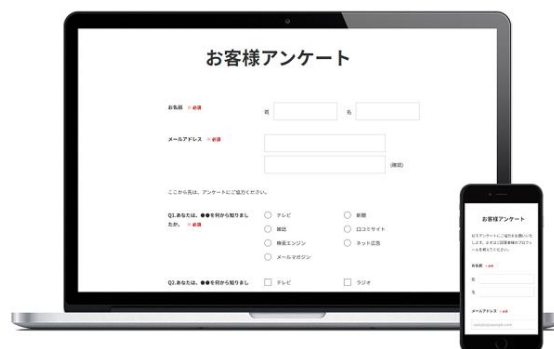 お客様アンケート
お名前 ※必須
姓
名
メールアドレス ※必須
(確認)
ここから先は、アンケートにご協力ください。
Q1.あなたは、●●を何から知りまし
たか。 ※必須
テレビ
新聞
雑誌
口コミサイト
検索エンジン
ネット広告
メールマガジン
Q2.あなたは、●●を何から知りまし
テレビ
ラジオ
お客様アンケート
お名前 ※必須
姓
名
メールアドレス ※必須